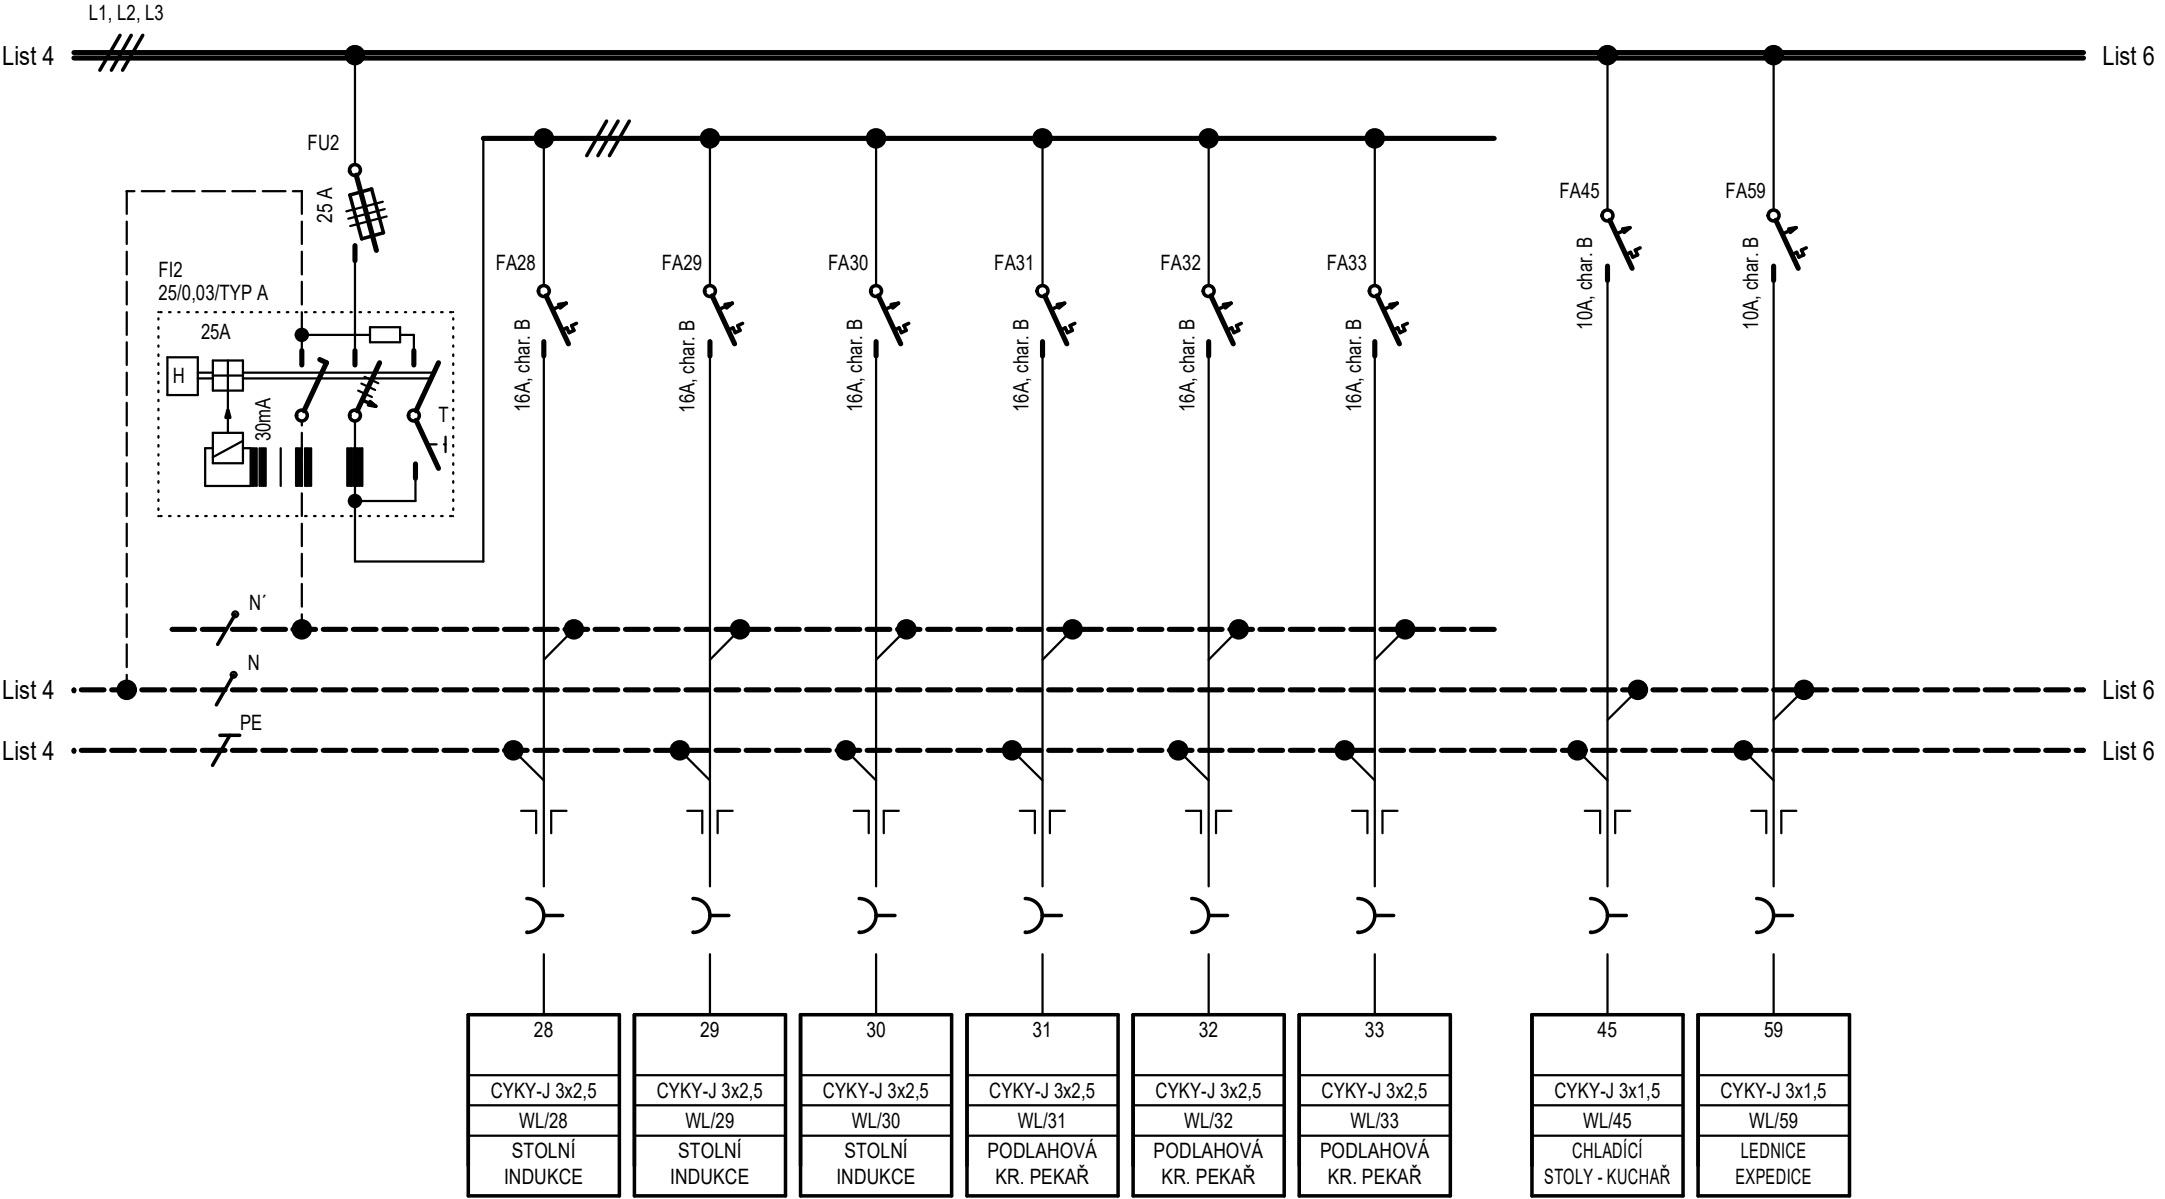 L1, L2, L3
List 4
List 6
FU2
25 A
FI2
25/0,03/TYP A
25A
H
30mA
T
FA28
16A, char. B
FA29
16A, char. B
FA30
16A, char. B
FA31
16A, char. B
FA32
16A, char. B
FA33
16A, char. B
FA45
10A, char. B
FA59
10A, char. B
N´
List 4
N
List 6
List 4
PE
List 6
28
CYKY-J 3x2,5
WL/28
STOLNÍ
INDUKCE
29
CYKY-J 3x2,5
WL/29
STOLNÍ
INDUKCE
30
CYKY-J 3x2,5
WL/30
STOLNÍ
INDUKCE
31
CYKY-J 3x2,5
WL/31
PODLAHOVÁ
KR. PEKAŘ
32
CYKY-J 3x2,5
WL/32
PODLAHOVÁ
KR. PEKAŘ
33
CYKY-J 3x2,5
WL/33
PODLAHOVÁ
KR. PEKAŘ
45
CYKY-J 3x1,5
WL/45
CHLADÍCÍ
STOLY - KUCHAŘ
59
CYKY-J 3x1,5
WL/59
LEDNICE
EXPEDICE